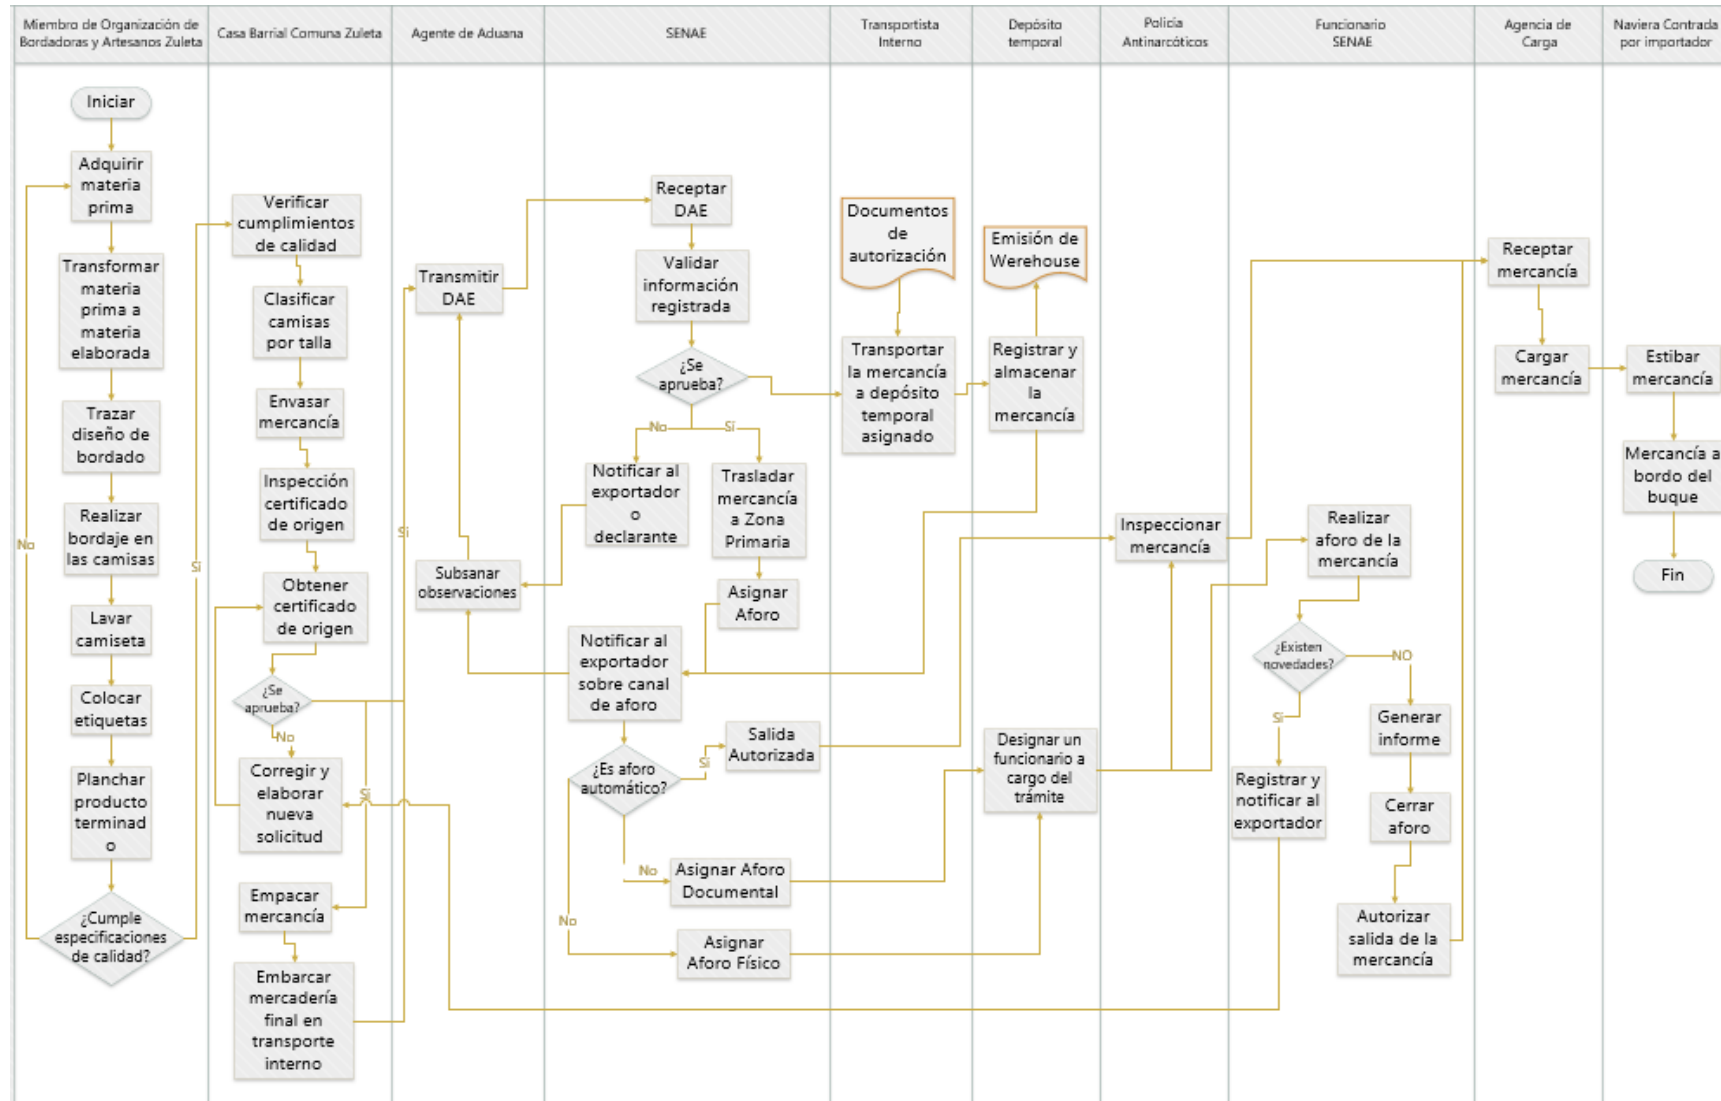 Miembro de Organización de
Bordadoras y Artesanos Zuleta
Casa Barrial Comuna Zuleta
Agente de Aduana
SENAE
Transportista
Interno
Depósito
temporal
Policía
Antinarcóticos
Funcionario
SENAE
Agencia de
Carga
Naviera Contrada
por importador
Iniciar
Adquirir
materia
prima
Transformar
materia
prima a
materia
elaborada
Trazar
diseño de
bordado
Realizar
bordaje en
las camisas
Lavar
camiseta
Colocar
etiquetas
Planchar
producto
terminad
o
¿Cumple
especificaciones
de calidad?
No
Sí
Verificar
cumplimientos
de calidad
Clasificar
camisas
por talla
Envasar
mercancía
Inspección
certificado
de origen
Obtener
certificado
de origen
¿Se
aprueba?
No
Corregir y
elaborar
nueva
solicitud
Sí
Sí
Empacar
mercancía
Embarcar
mercadería
final en
transporte
interno
Transmitir
DAE
Subsanar
observaciones
Receptar
DAE
Validar
información
registrada
¿Se
aprueba?
No
Sí
Notificar al
exportador
o
declarante
Trasladar
mercancía
a Zona
Primaria
Asignar
Aforo
Notificar al
exportador
sobre canal
de aforo
¿Es aforo
automático?
Sí
Salida
Autorizada
No
Asignar Aforo
Documental
No
Asignar
Aforo Físico
Documentos
de
autorización
Transportar
la mercancía
a depósito
temporal
asignado
Emisión de
Werehouse
Registrar y
almacenar
la
mercancía
Designar un
funcionario a
cargo del
trámite
Inspeccionar
mercancía
Realizar
aforo de la
mercancía
¿Existen
novedades?
NO
Sí
Registrar y
notificar al
exportador
Generar
informe
Cerrar
aforo
Autorizar
salida de la
mercancía
Receptar
mercancía
Cargar
mercancía
Estibar
mercancía
Mercancía a
bordo del
buque
Fin